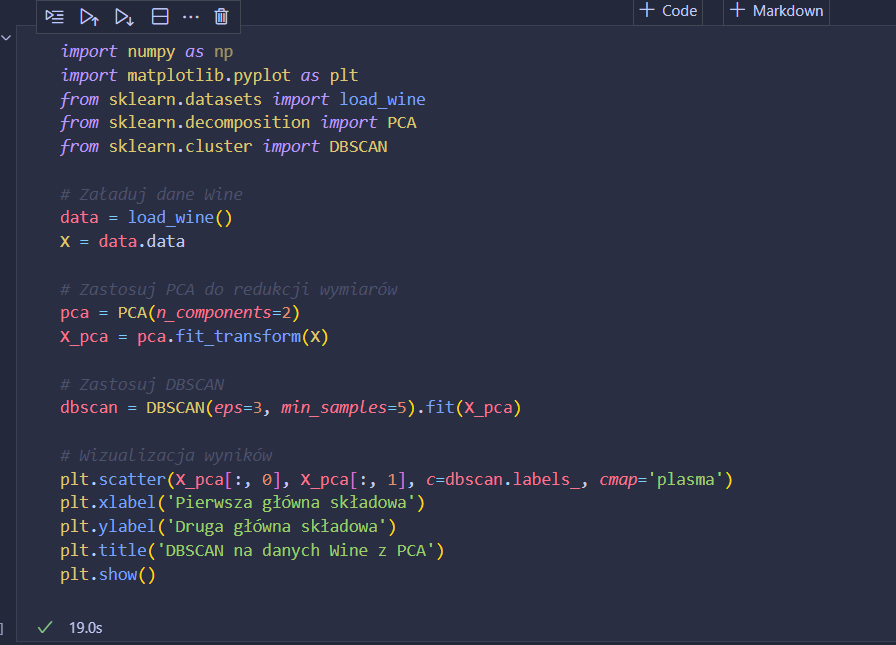 + Code + Markdown
import numpy as np
import matplotlib.pyplot as plt
from sklearn.datasets import load_wine
from sklearn.decomposition import PCA
from sklearn.cluster import DBSCAN
# Załaduj dane Wine
data = load_wine()
X = data.data
# Zastosuj PCA do redukcji wymiarów
pca = PCA(n_components=2)
X_pca = pca.fit_transform(X)
# Zastosuj DBSCAN
dbscan = DBSCAN(eps=3, min_samples=5).fit(X_pca)
# Wizualizacja wyników
plt.scatter(X_pca[:, 0], X_pca[:, 1], c=dbscan.labels_, cmap='plasma')
plt.xlabel('Pierwsza główna składowa')
plt.ylabel('Druga główna składowa')
plt.title('DBSCAN na danych Wine z PCA')
plt.show()
] 19.0s